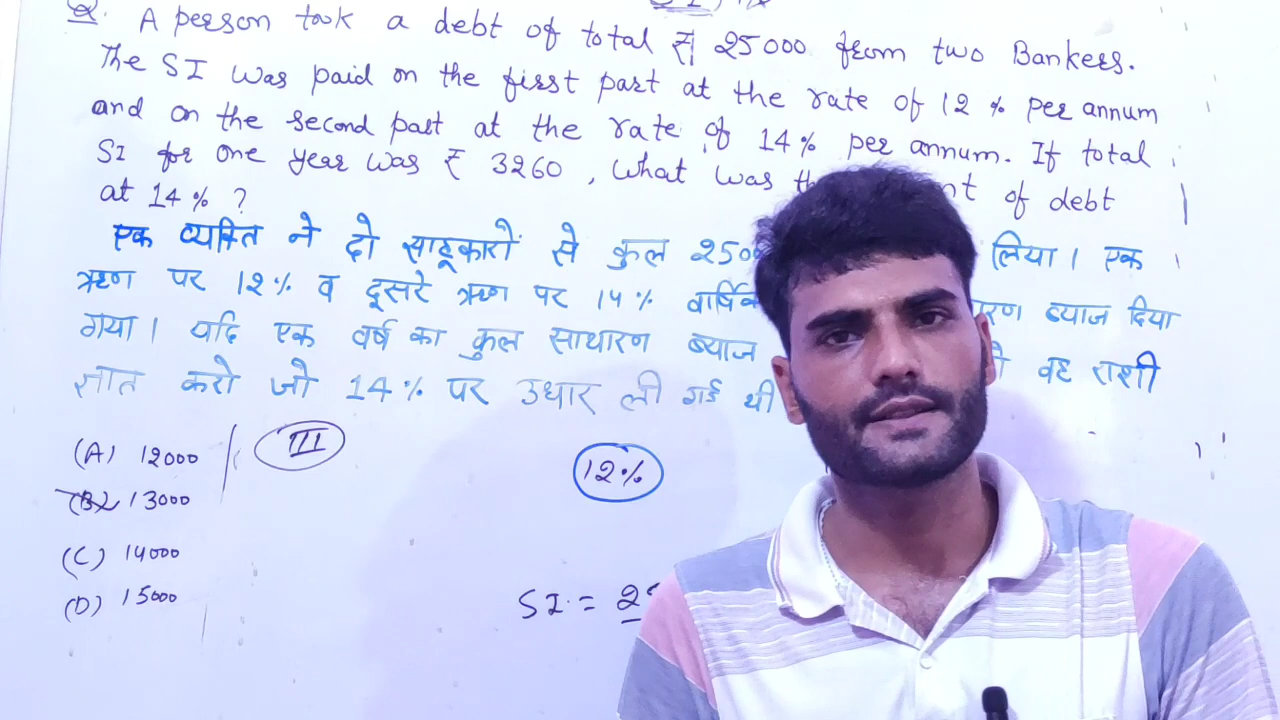 Q. A person took a debt of total ₹ 25000 from two Bankers.
The SI was paid on the first part at the rate of 12 % per annum
and on the second part at the rate of 14 % per annum. If total
SI for one year was ₹ 3260 , What was of debt
at 14 % ?
एक व्यक्ति ने दो साहूकारों से कुल लिया । एक
ऋण पर 12% व दूसरे ऋण पर 14% ब्याज दिया
गया । यदि एक वर्ष का कुल साधारण ब्याज वह राशी
ज्ञात करो जो 14% पर उधार ली गई थी
(A) 12000
III
12%
(B) 13000
(C) 14000
(D) 15000
SI =